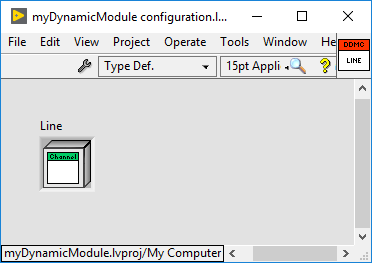 myDynamicModule configuration.l...
File Edit View Project Operate Tools Window He
DDMC
LINE
Type Def.
15pt Appli
?
Line
Channel
myDynamicModule.lvproj/My Computer